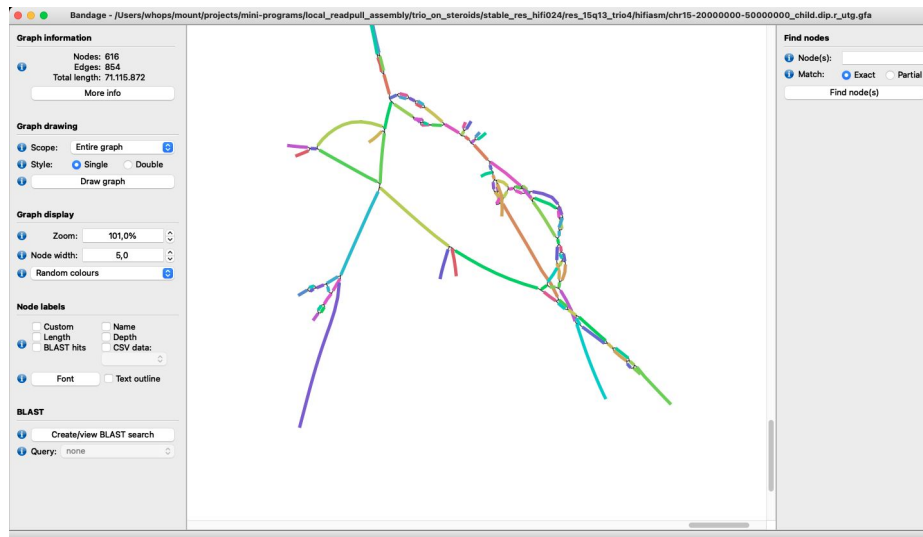 Bandage - /Users/whops/mount/projects/mini-programs/local_readpull_assembly/trio_on_steroids/stable_res_hifi024/res_15q13_trio4/hifiasm/chr15-20000000-50000000_child.dip.r_utg.gfa
Graph information
Nodes: 616
Edges: 854
Total length: 71.115.872
More info
Graph drawing
Scope: Entire graph
Style: Single Double
Draw graph
Graph display
Zoom: 101,0%
Node width: 5,0
Random colours
Node labels
Custom Name
Length Depth
BLAST hits CSV data:
Font Text outline
BLAST
Create/view BLAST search
Query: none
Find nodes
Node(s):
Match: Exact Partial
Find node(s)